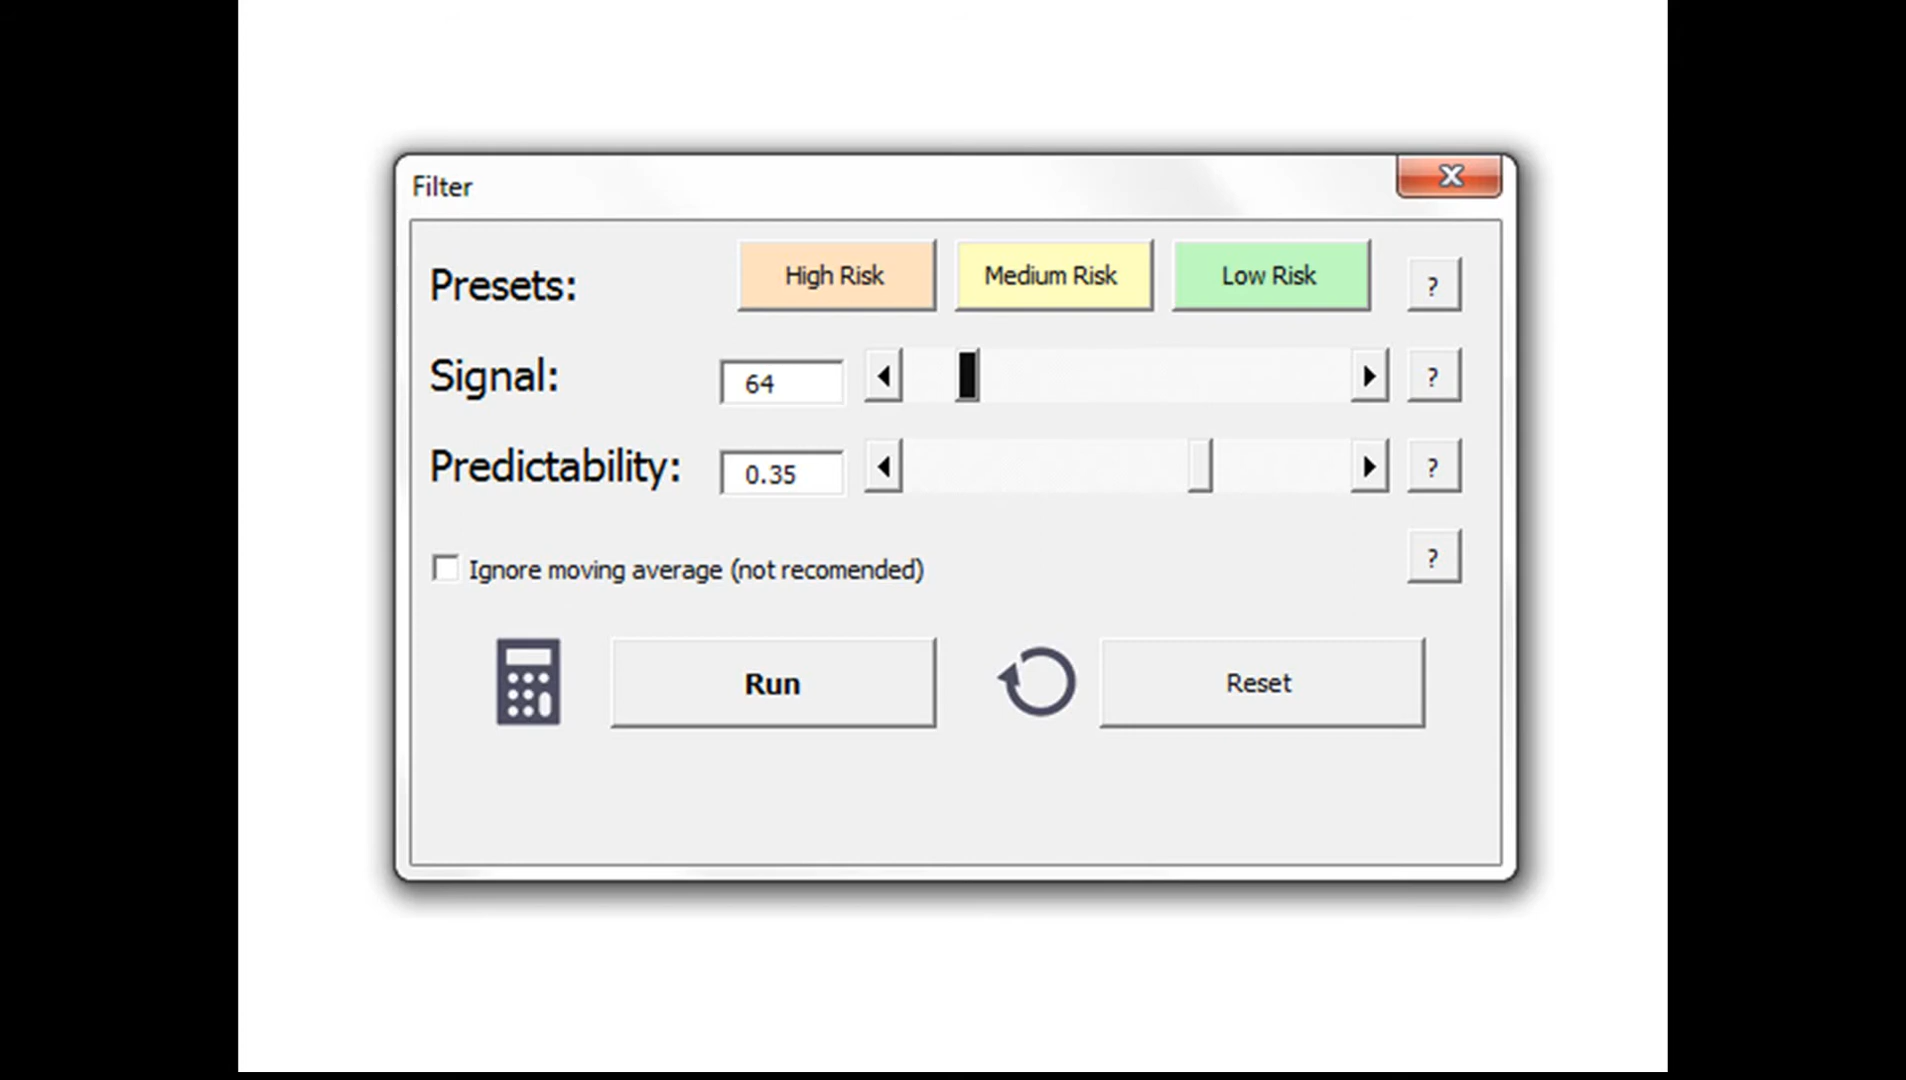 Filter
Presets: High Risk Medium Risk Low Risk ?
Signal: 64 ?
Predictability: 0.35 ?
Ignore moving average (not recomended) ?
Run Reset